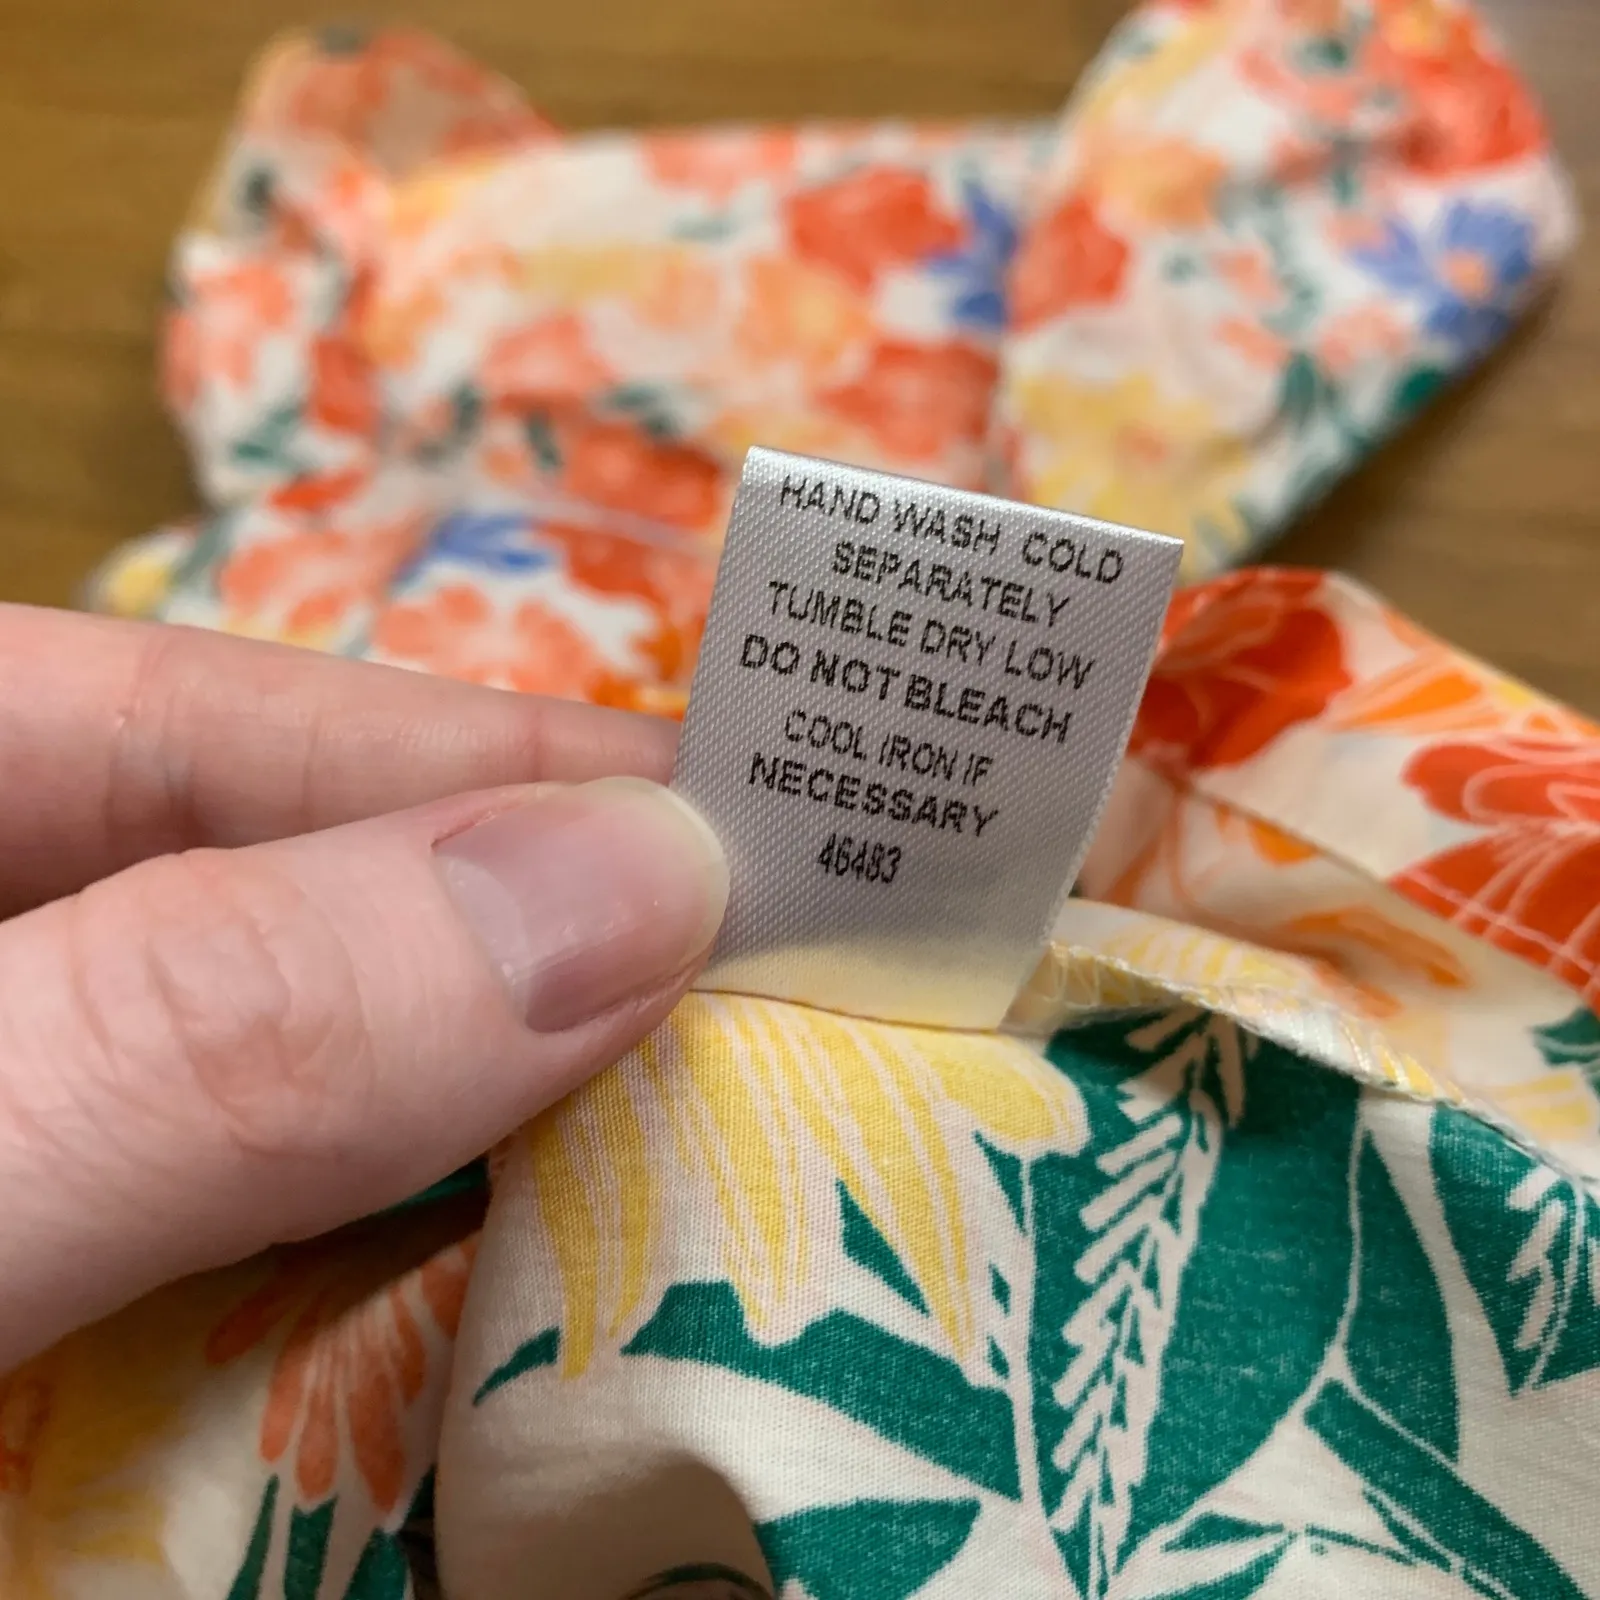 HAND WASH COLD
SEPARATELY
TUMBLE DRY LOW
DO NOT BLEACH
COOL IRON IF
NECESSARY
46483